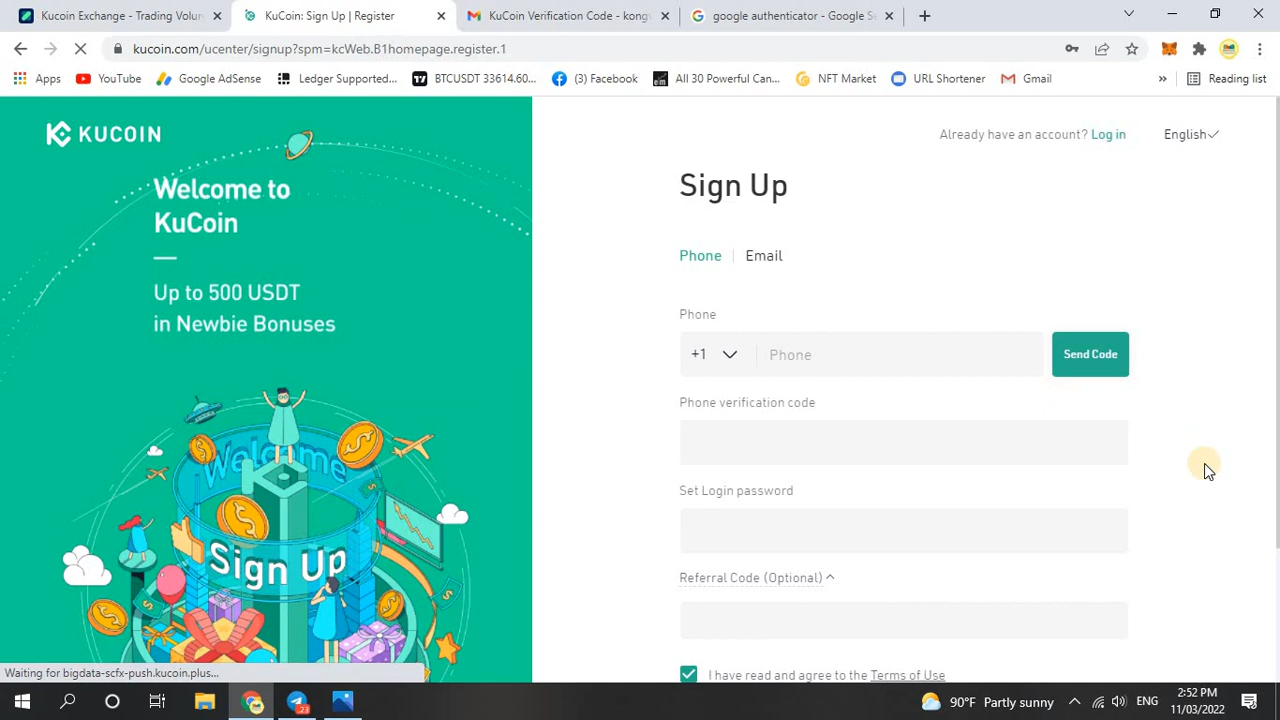 Kucoin Exchange - Trading Volu
KuCoin: Sign Up | Register
KuCoin Verification Code - kong
google authenticator - Google Se
kucoin.com/ucenter/signup?spm=kcWeb.B1homepage.register.1
Apps
YouTube
Google AdSense
Ledger Supported...
BTCUSDT 33614.60...
(3) Facebook
All 30 Powerful Can...
NFT Market
URL Shortener
Gmail
»
Reading list
KUCOIN
Already have an account? Log in
English
Welcome to
KuCoin
Up to 500 USDT
in Newbie Bonuses
Welcome
Sign Up
Sign Up
Phone | Email
Phone
+1
Phone
Send Code
Phone verification code
Set Login password
Referral Code (Optional)
I have read and agree to the Terms of Use
Waiting for bigdata-scfx-push.kucoin.plus...
23
90°F Partly sunny
ENG
2:52 PM
11/03/2022